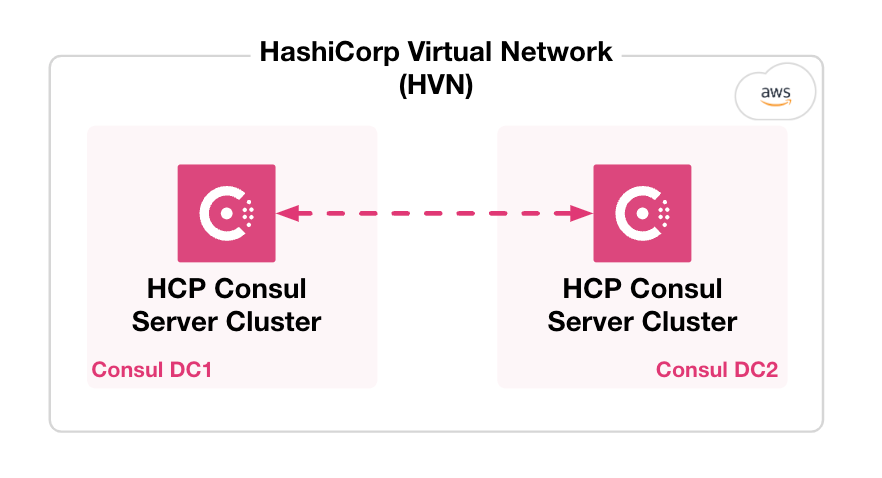 HashiCorp Virtual Network
(HVN)
aws
HCP Consul
Server Cluster
Consul DC1
HCP Consul
Server Cluster
Consul DC2